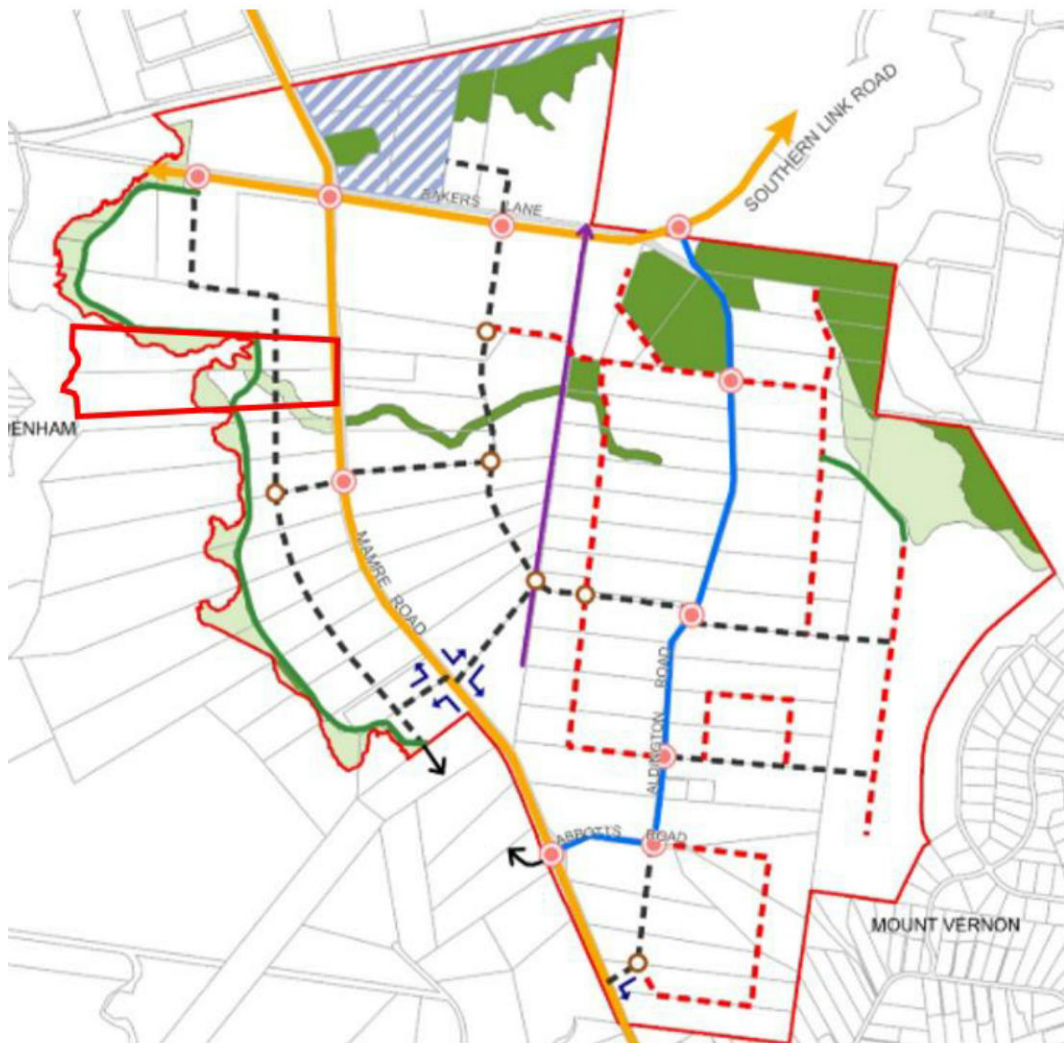 SOUTHERN LINK ROAD
BAKERS LANE
ENHAM
MAMRE ROAD
ALDINGTON ROAD
ABBOTTS ROAD
MOUNT VERNON